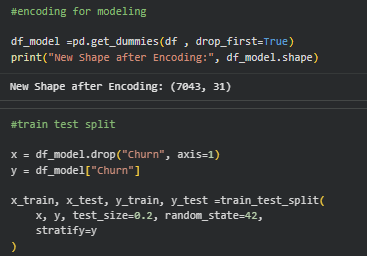 #encoding for modeling
df_model =pd.get_dummies(df , drop_first=True)
print("New Shape after Encoding:", df_model.shape)
New Shape after Encoding: (7043, 31)
#train test split
x = df_model.drop("Churn", axis=1)
y = df_model["Churn"]
x_train, x_test, y_train, y_test =train_test_split(
    x, y, test_size=0.2, random_state=42,
    stratify=y
)